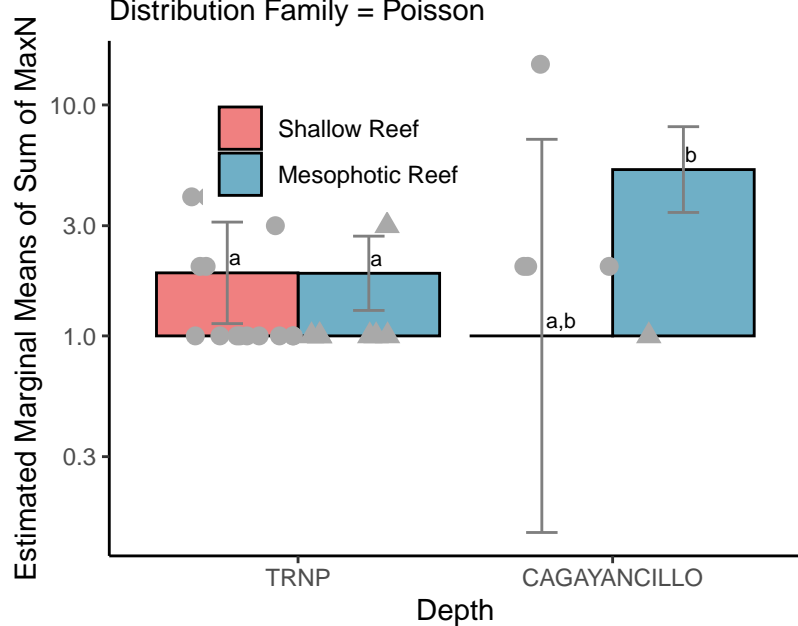 Distribution Family = Poisson
Estimated Marginal Means of Sum of MaxN
10.0
3.0
1.0
0.3
Shallow Reef
Mesophotic Reef
a
a
a,b
b
TRNP
CAGAYANCILLO
Depth